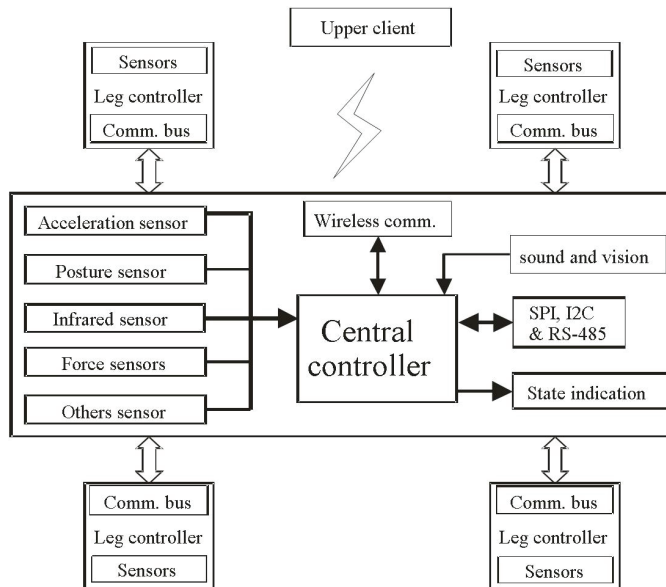 Upper client
Sensors
Leg controller
Comm. bus
Sensors
Leg controller
Comm. bus
Acceleration sensor
Posture sensor
Infrared sensor
Force sensors
Others sensor
Wireless comm.
sound and vision
Central
controller
SPI, I2C
& RS-485
State indication
Comm. bus
Leg controller
Sensors
Comm. bus
Leg controller
Sensors